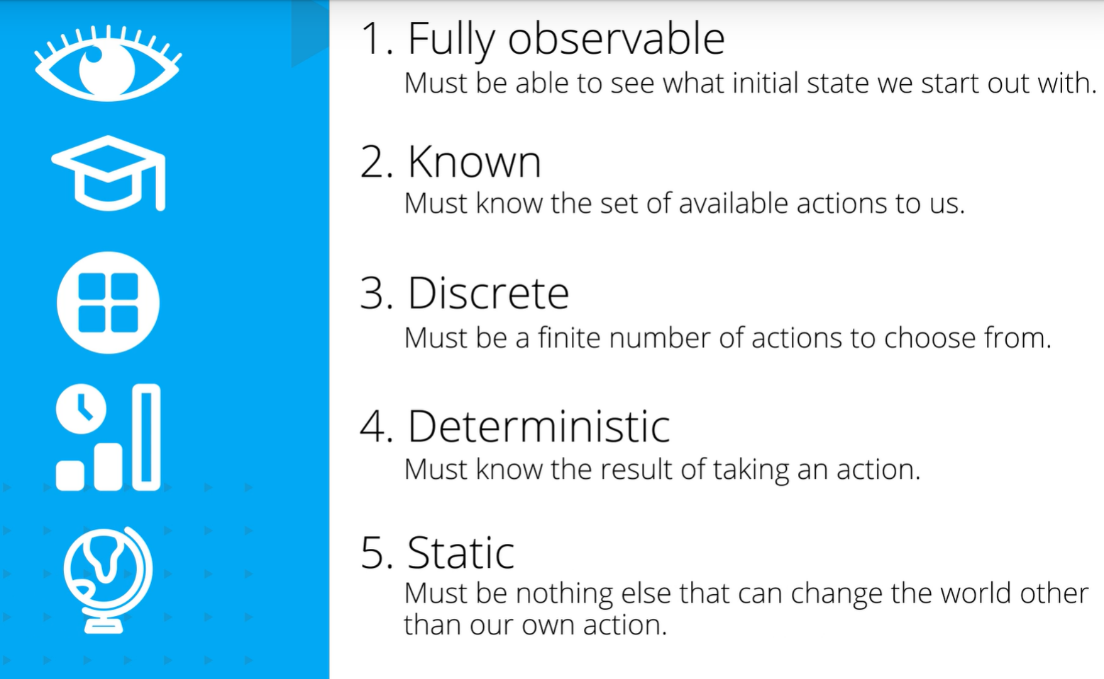 1. Fully observable
Must be able to see what initial state we start out with.
2. Known
Must know the set of available actions to us.
3. Discrete
Must be a finite number of actions to choose from.
4. Deterministic
Must know the result of taking an action.
5. Static
Must be nothing else that can change the world other
than our own action.